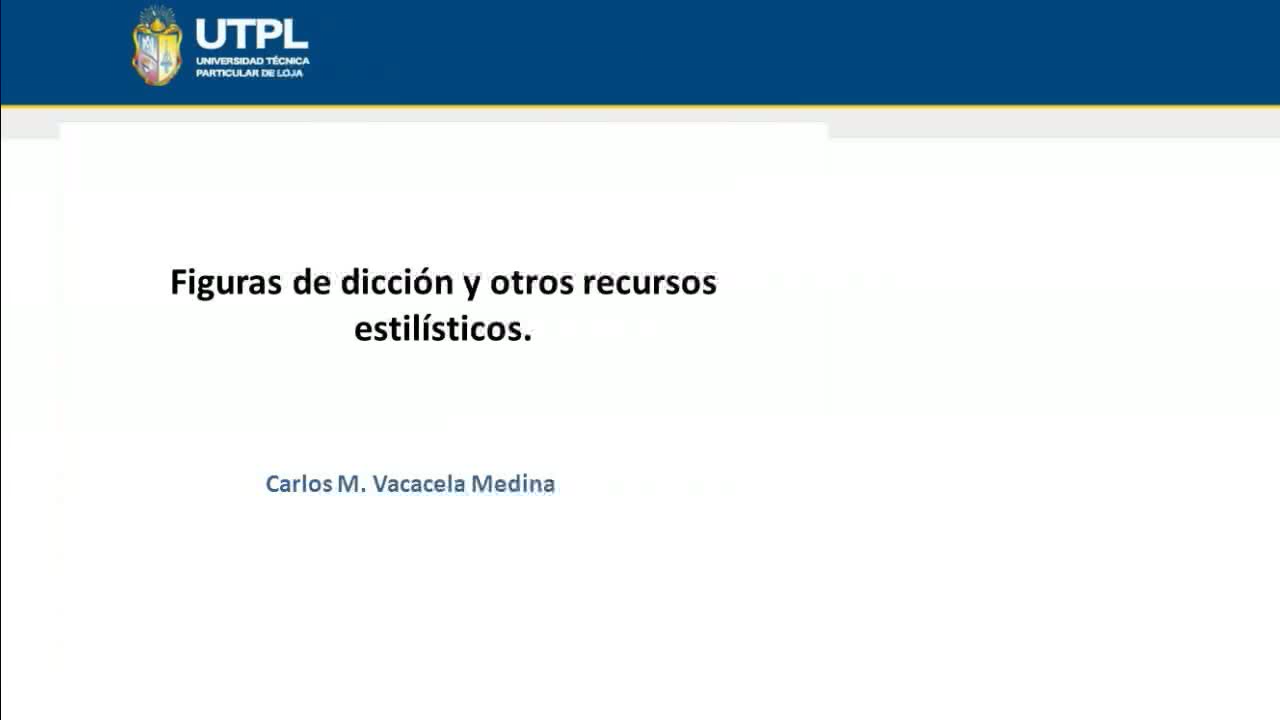 UTPL
UNIVERSIDAD TÉCNICA
PARTICULAR DE LOJA
Figuras de dicción y otros recursos
estilísticos.
Carlos M. Vacacela Medina